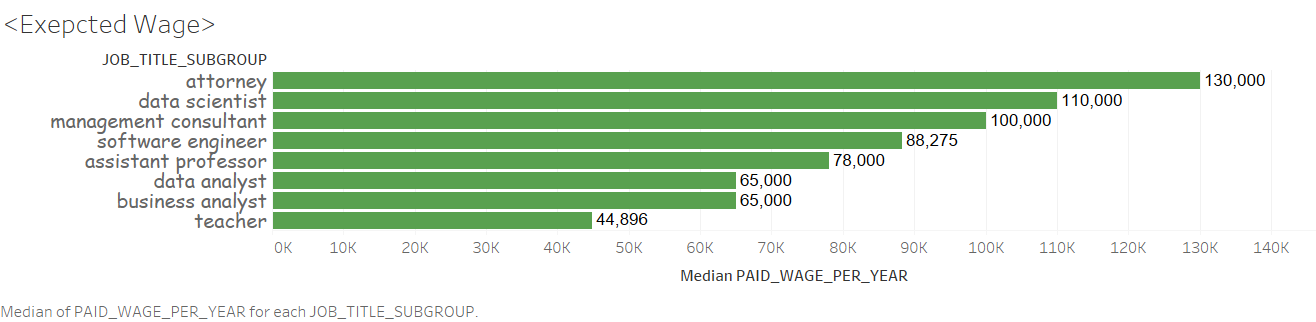 <Exepcted Wage>
JOB_TITLE_SUBGROUP
attorney 130,000
data scientist 110,000
management consultant 100,000
software engineer 88,275
assistant professor 78,000
data analyst 65,000
business analyst 65,000
teacher 44,896
0K 10K 20K 30K 40K 50K 60K 70K 80K 90K 100K 110K 120K 130K 140K
Median PAID_WAGE_PER_YEAR
Median of PAID_WAGE_PER_YEAR for each JOB_TITLE_SUBGROUP.